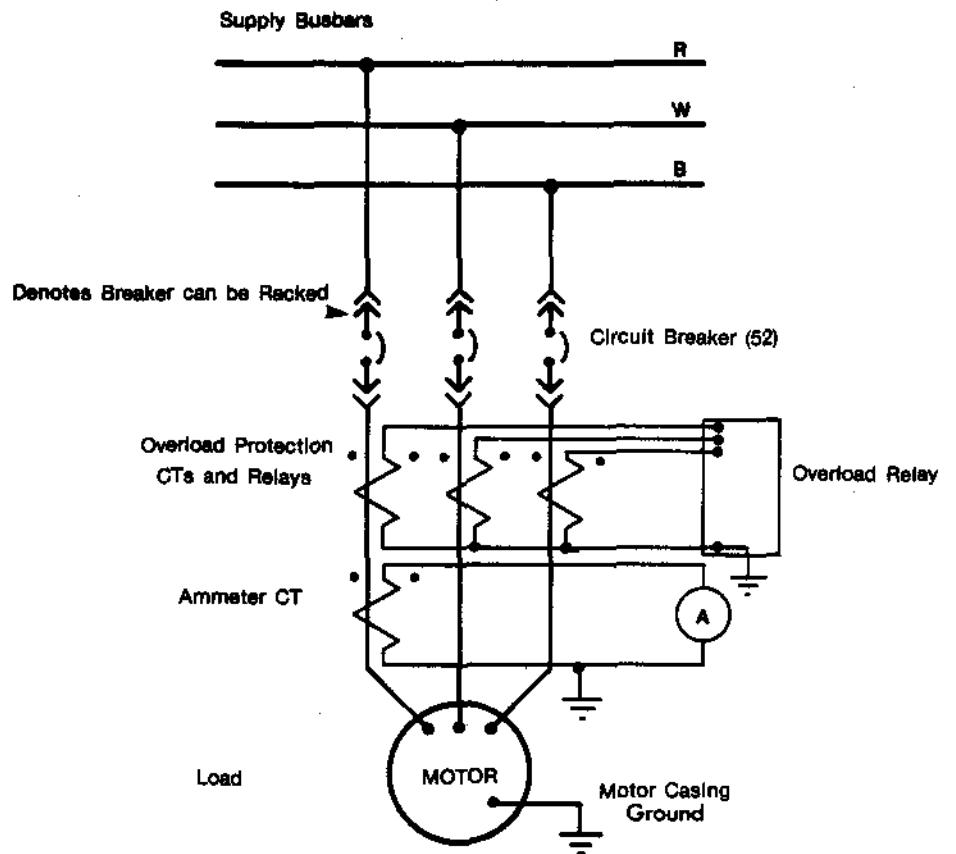 Supply Busbars
R
W
B
Denotes Breaker can be Racked
Circuit Breaker (52)
Overload Protection
CTs and Relays
Overload Relay
Ammeter CT
A
Load
MOTOR
Motor Casing
Ground